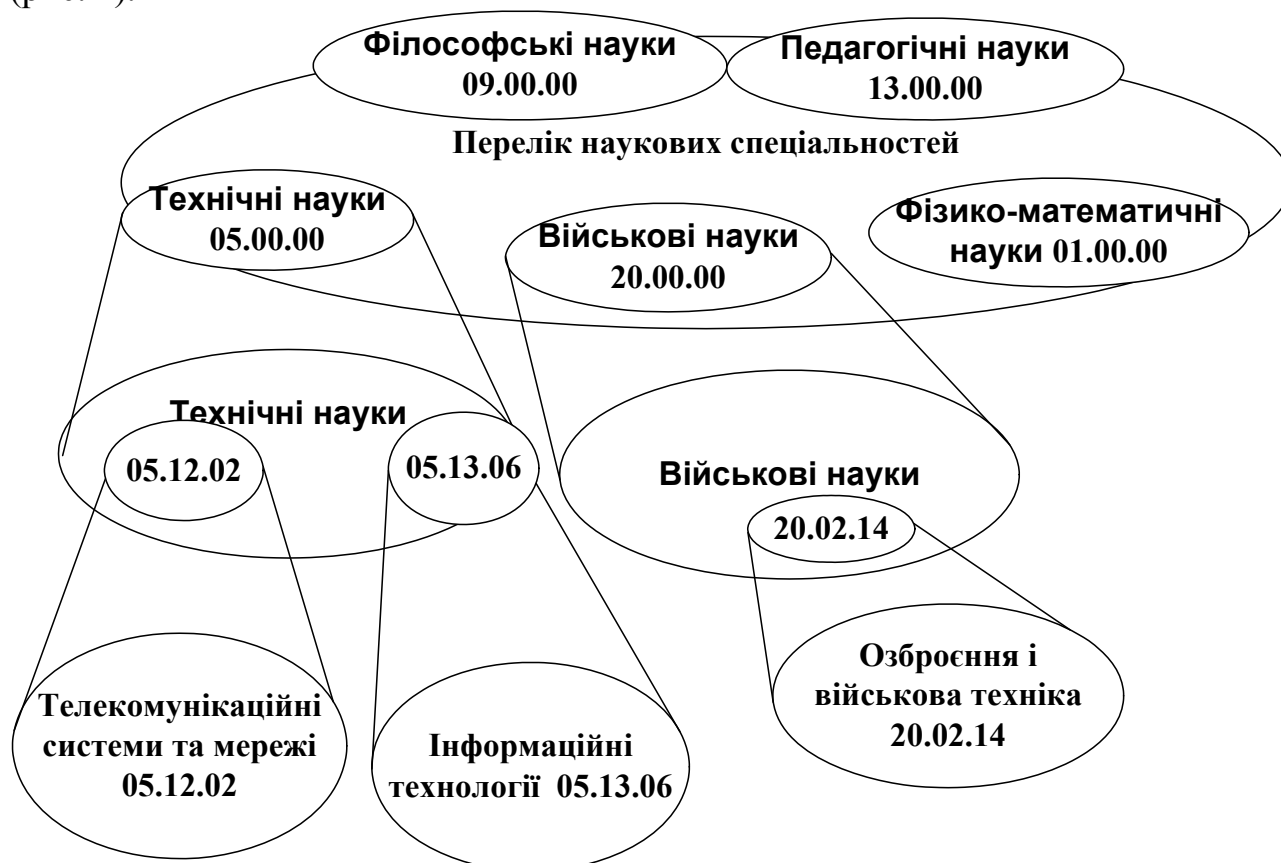 Філософські науки
09.00.00
Педагогічні науки
13.00.00
Перелік наукових спеціальностей
Технічні науки
05.00.00
Військові науки
20.00.00
Фізико-математичні
науки 01.00.00
Технічні науки
05.12.02
05.13.06
Військові науки
20.02.14
Телекомунікаційні
системи та мережі
05.12.02
Інформаційні
технології 05.13.06
Озброєння і
військова техніка
20.02.14